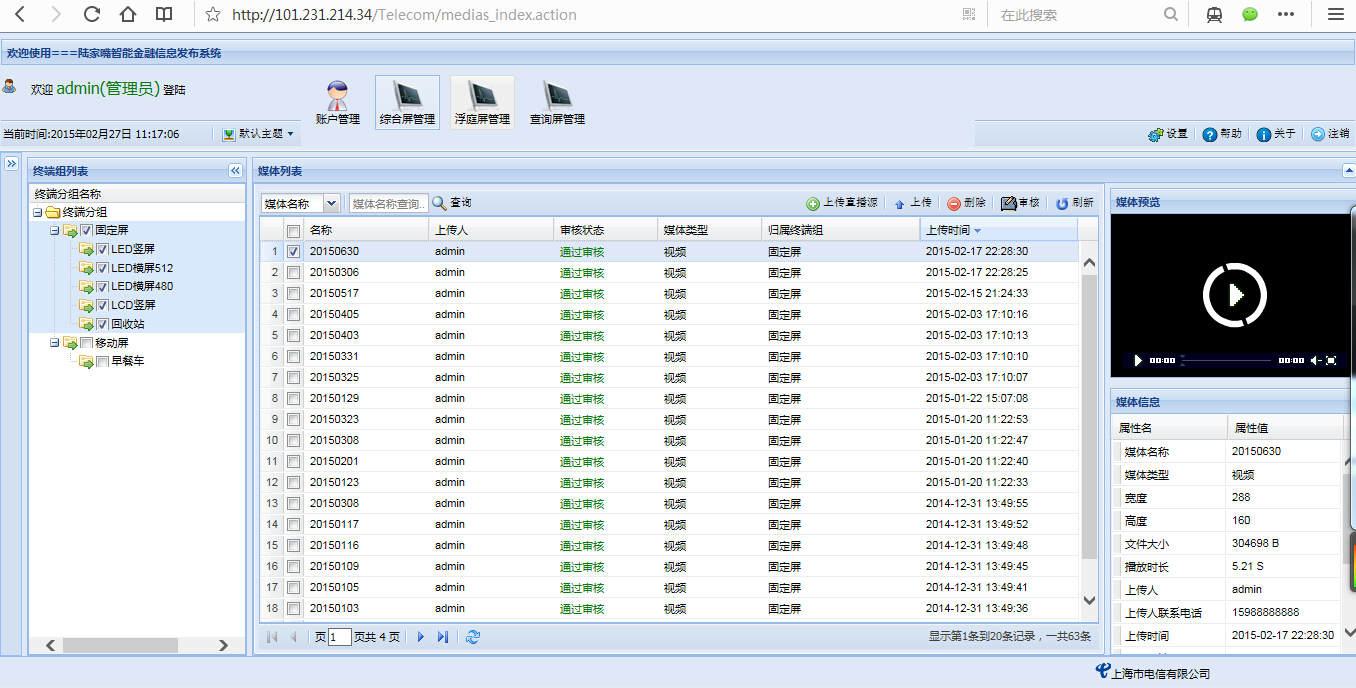 http://101.231.214.34/Telecom/medias_index.action 在此搜索
欢迎使用===陆家嘴智能金融信息发布系统
欢迎 admin(管理员) 登陆
账户管理 综合屏管理 浮庭屏管理 查询屏管理
当前时间:2015年02月27日 11:17:06 默认主题 设置 帮助 关于 注销
终端组列表
终端分组名称
终端分组
固定屏
LED竖屏
LED横屏512
LED横屏480
LCD竖屏
回收站
移动屏
早餐车
媒体列表
媒体名称 媒体名称查询.. 查询 上传直播源 上传 删除 审核 刷新
名称 上传人 审核状态 媒体类型 归属终端组 上传时间
1 20150630 admin 通过审核 视频 固定屏 2015-02-17 22:28:30
2 20150306 admin 通过审核 视频 固定屏 2015-02-17 22:28:25
3 20150517 admin 通过审核 视频 固定屏 2015-02-15 21:24:33
4 20150405 admin 通过审核 视频 固定屏 2015-02-03 17:10:16
5 20150403 admin 通过审核 视频 固定屏 2015-02-03 17:10:13
6 20150331 admin 通过审核 视频 固定屏 2015-02-03 17:10:10
7 20150325 admin 通过审核 视频 固定屏 2015-02-03 17:10:07
8 20150129 admin 通过审核 视频 固定屏 2015-01-22 15:07:08
9 20150323 admin 通过审核 视频 固定屏 2015-01-20 11:22:53
10 20150308 admin 通过审核 视频 固定屏 2015-01-20 11:22:47
11 20150201 admin 通过审核 视频 固定屏 2015-01-20 11:22:40
12 20150123 admin 通过审核 视频 固定屏 2015-01-20 11:22:33
13 20150308 admin 通过审核 视频 固定屏 2014-12-31 13:49:55
14 20150117 admin 通过审核 视频 固定屏 2014-12-31 13:49:52
15 20150116 admin 通过审核 视频 固定屏 2014-12-31 13:49:48
16 20150109 admin 通过审核 视频 固定屏 2014-12-31 13:49:45
17 20150105 admin 通过审核 视频 固定屏 2014-12-31 13:49:41
18 20150103 admin 通过审核 视频 固定屏 2014-12-31 13:49:36
页 1 页共 4 页 显示第1条到20条记录，一共63条
媒体预览
00:00 00:00
媒体信息
属性名 属性值
媒体名称 20150630
媒体类型 视频
宽度 288
高度 160
文件大小 304698 B
播放时长 5.21 S
上传人 admin
上传人联系电话 15988888888
上传时间 2015-02-17 22:28:30
上海市电信有限公司